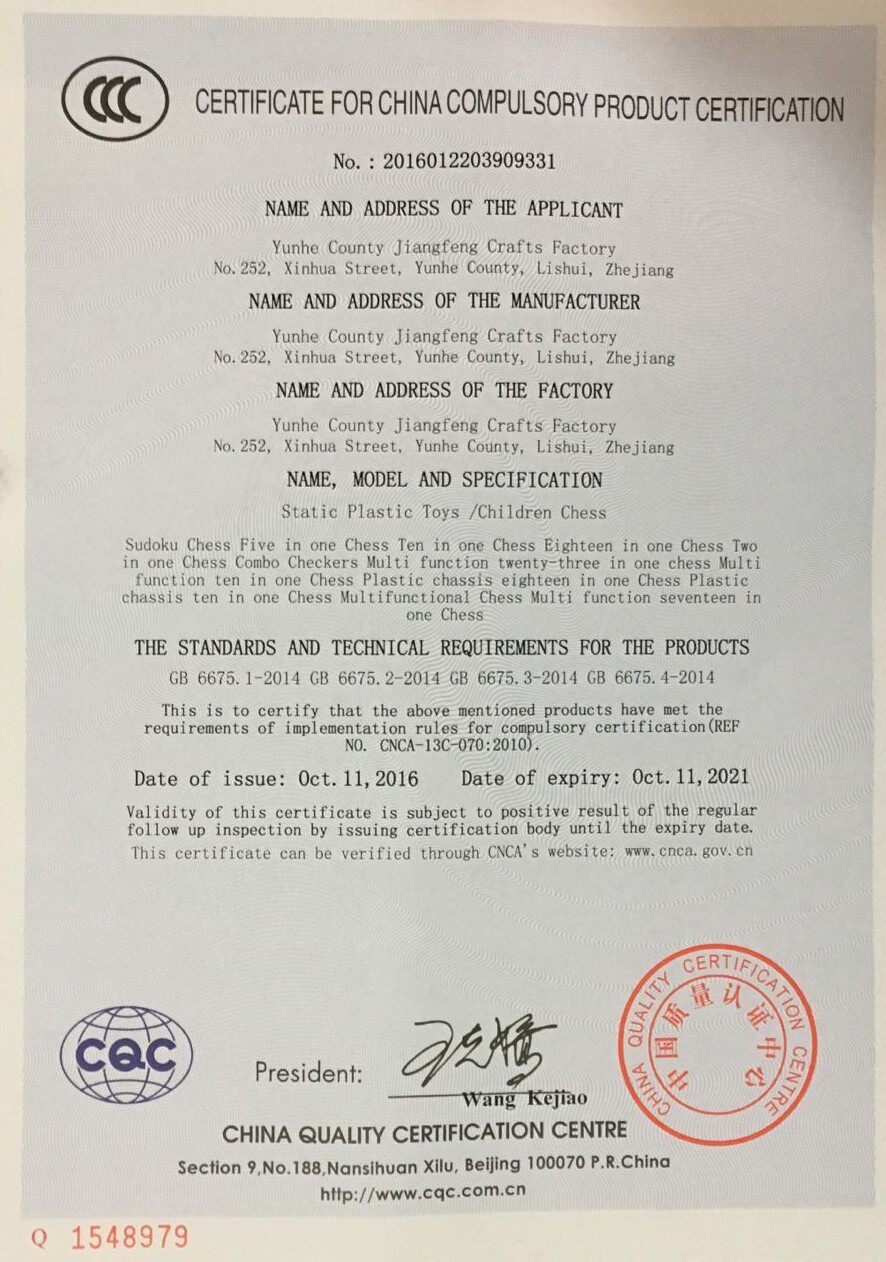 CCC
CERTIFICATE FOR CHINA COMPULSORY PRODUCT CERTIFICATION
No. : 2016012203909331
NAME AND ADDRESS OF THE APPLICANT
Yunhe County Jiangfeng Crafts Factory
No. 252, Xinhua Street, Yunhe County, Lishui, Zhejiang
NAME AND ADDRESS OF THE MANUFACTURER
Yunhe County Jiangfeng Crafts Factory
No. 252, Xinhua Street, Yunhe County, Lishui, Zhejiang
NAME AND ADDRESS OF THE FACTORY
Yunhe County Jiangfeng Crafts Factory
No. 252, Xinhua Street, Yunhe County, Lishui, Zhejiang
NAME, MODEL AND SPECIFICATION
Static Plastic Toys /Children Chess
Sudoku Chess Five in one Chess Ten in one Chess Eighteen in one Chess Two
in one Chess Combo Checkers Multi function twenty-three in one chess Multi
function ten in one Chess Plastic chassis eighteen in one Chess Plastic
chassis ten in one Chess Multifunctional Chess Multi function seventeen in
one Chess
THE STANDARDS AND TECHNICAL REQUIREMENTS FOR THE PRODUCTS
GB 6675.1-2014 GB 6675.2-2014 GB 6675.3-2014 GB 6675.4-2014
This is to certify that the above mentioned products have met the
requirements of implementation rules for compulsory certification(REF
NO. CNCA-13C-070:2010).
Date of issue: Oct. 11, 2016 Date of expiry: Oct. 11, 2021
Validity of this certificate is subject to positive result of the regular
follow up inspection by issuing certification body until the expiry date.
This certificate can be verified through CNCA's website: www.cnca.gov.cn
CHINA QUALITY CERTIFICATION CENTRE
中国质量认证中心
CQC
President: 王克娇
Wang Kejiao
CHINA QUALITY CERTIFICATION CENTRE
Section 9,No.188,Nansihuan Xilu, Beijing 100070 P.R.China
http://www.cqc.com.cn
Q 1548979